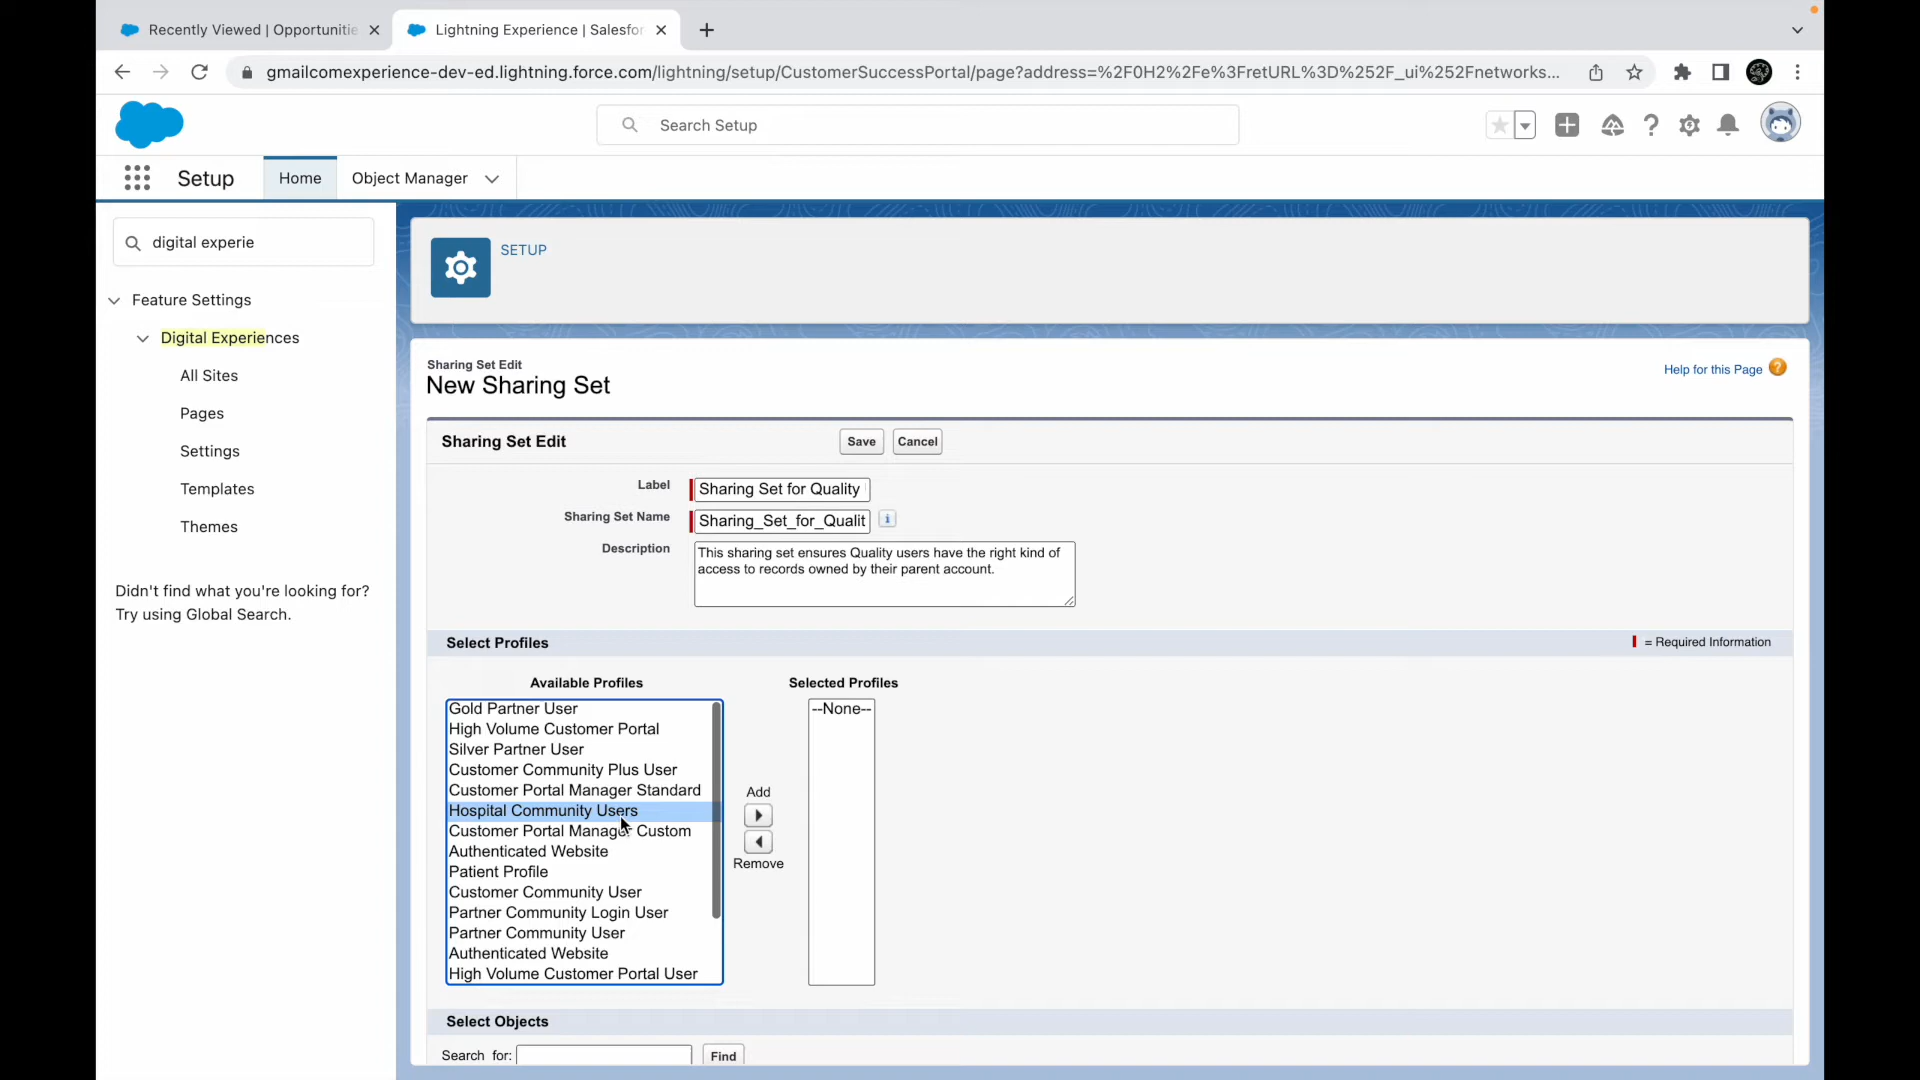 Recently Viewed | Opportunitie
Lightning Experience | Salesfor
gmailcomexperience-dev-ed.lightning.force.com/lightning/setup/CustomerSuccessPortal/page?address=%2F0H2%2Fe%3FretURL%3D%252F_ui%252Fnetworks...
Search Setup
Setup
Home
Object Manager
digital experie
Feature Settings
Digital Experiences
All Sites
Pages
Settings
Templates
Themes
Didn't find what you're looking for?
Try using Global Search.
SETUP
Sharing Set Edit
New Sharing Set
Help for this Page
Sharing Set Edit
Save
Cancel
Label
Sharing Set for Quality
Sharing Set Name
Sharing_Set_for_Qualit
Description
This sharing set ensures Quality users have the right kind of
access to records owned by their parent account.
Select Profiles
= Required Information
Available Profiles
Selected Profiles
Gold Partner User
High Volume Customer Portal
Silver Partner User
Customer Community Plus User
Customer Portal Manager Standard
Hospital Community Users
Customer Portal Manager Custom
Authenticated Website
Patient Profile
Customer Community User
Partner Community Login User
Partner Community User
Authenticated Website
High Volume Customer Portal User
Add
Remove
--None--
Select Objects
Search for:
Find